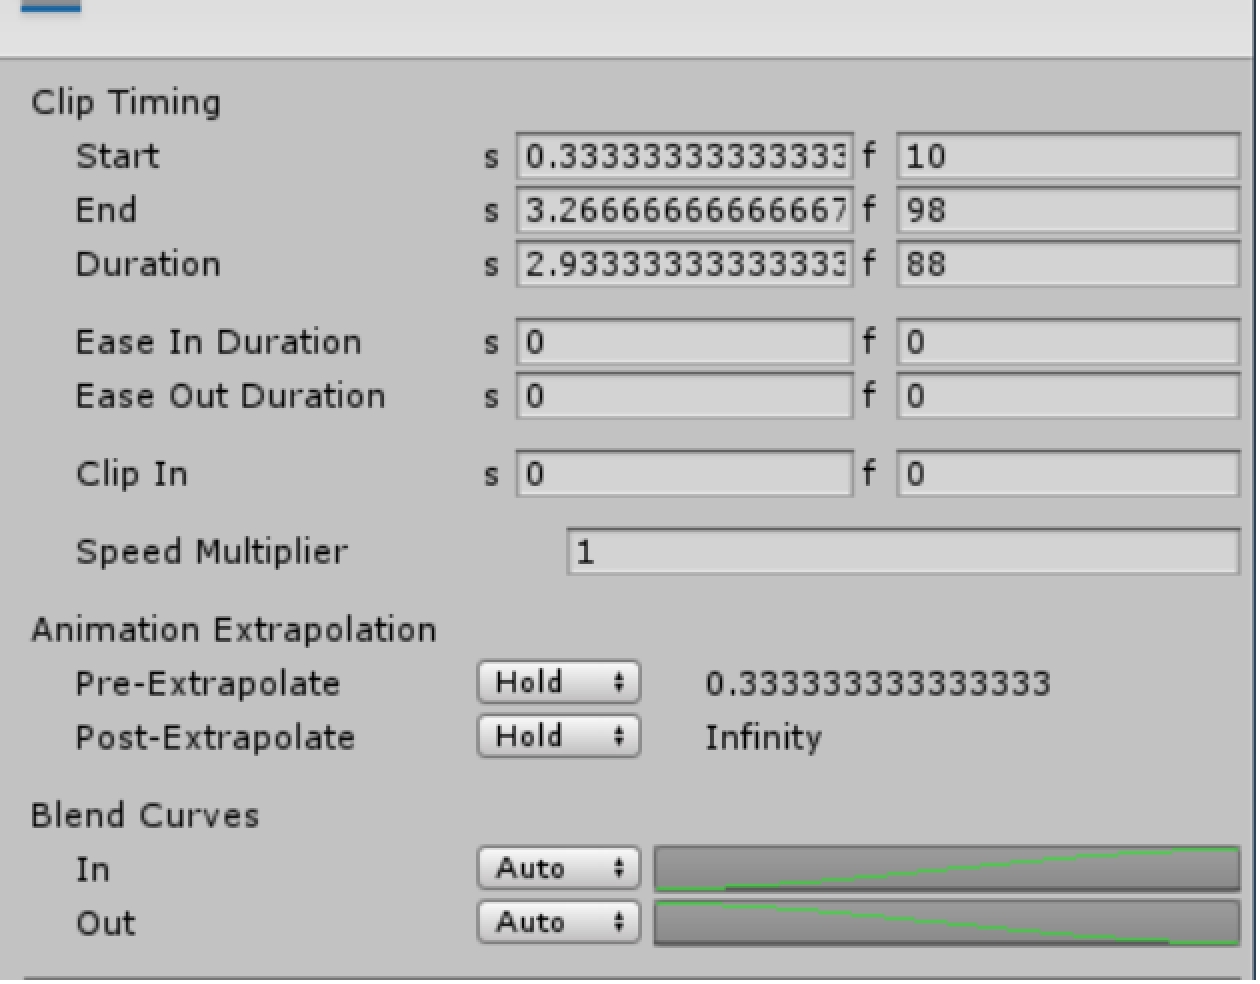 Clip Timing
Start s 0.33333333333333 f 10
End s 3.26666666666667 f 98
Duration s 2.93333333333333 f 88
Ease In Duration s 0 f 0
Ease Out Duration s 0 f 0
Clip In s 0 f 0
Speed Multiplier 1
Animation Extrapolation
Pre-Extrapolate Hold 0.333333333333333
Post-Extrapolate Hold Infinity
Blend Curves
In Auto
Out Auto